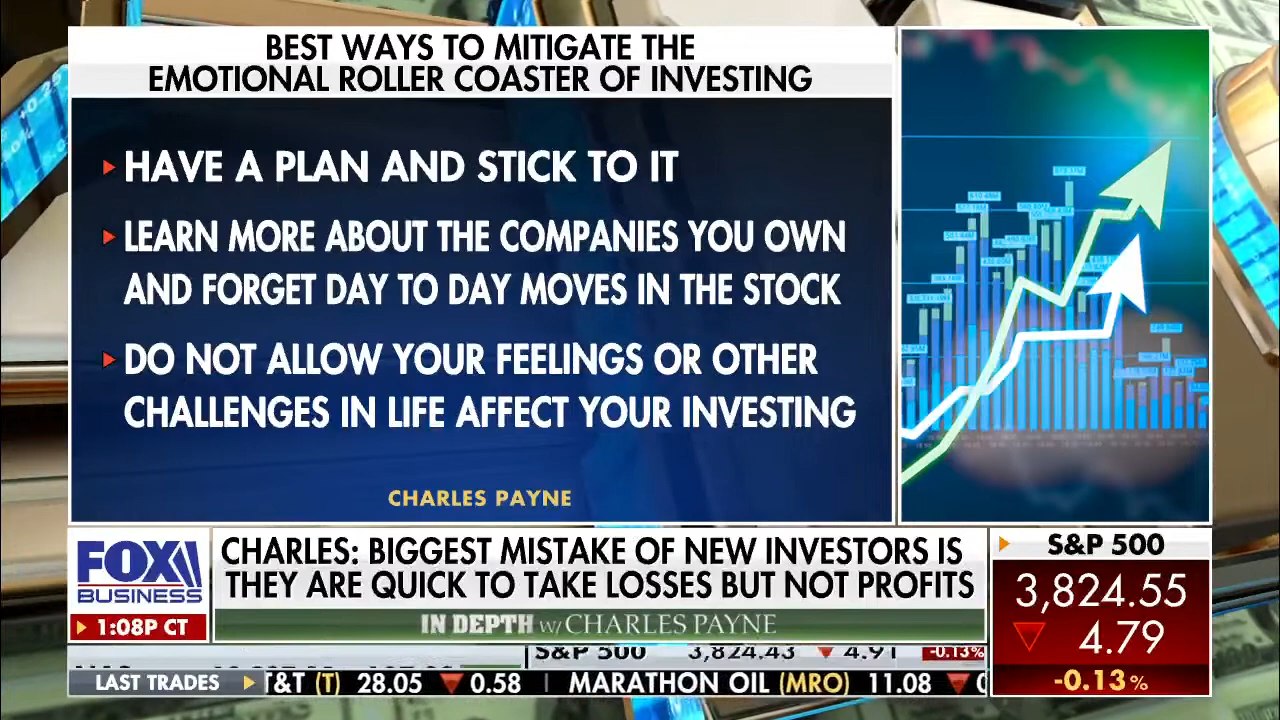 BEST WAYS TO MITIGATE THE
EMOTIONAL ROLLER COASTER OF INVESTING
HAVE A PLAN AND STICK TO IT
LEARN MORE ABOUT THE COMPANIES YOU OWN
AND FORGET DAY TO DAY MOVES IN THE STOCK
DO NOT ALLOW YOUR FEELINGS OR OTHER
CHALLENGES IN LIFE AFFECT YOUR INVESTING
CHARLES PAYNE
FOX
BUSINESS
1:08P CT
CHARLES: BIGGEST MISTAKE OF NEW INVESTORS IS
THEY ARE QUICK TO TAKE LOSSES BUT NOT PROFITS
IN DEPTH W/ CHARLES PAYNE
S&P 500
3,824.55
4.79
-0.13%
S&P 500 3,824.43 4.91 -0.13%
LAST TRADES T&T (T) 28.05 0.58 MARATHON OIL (MRO) 11.08